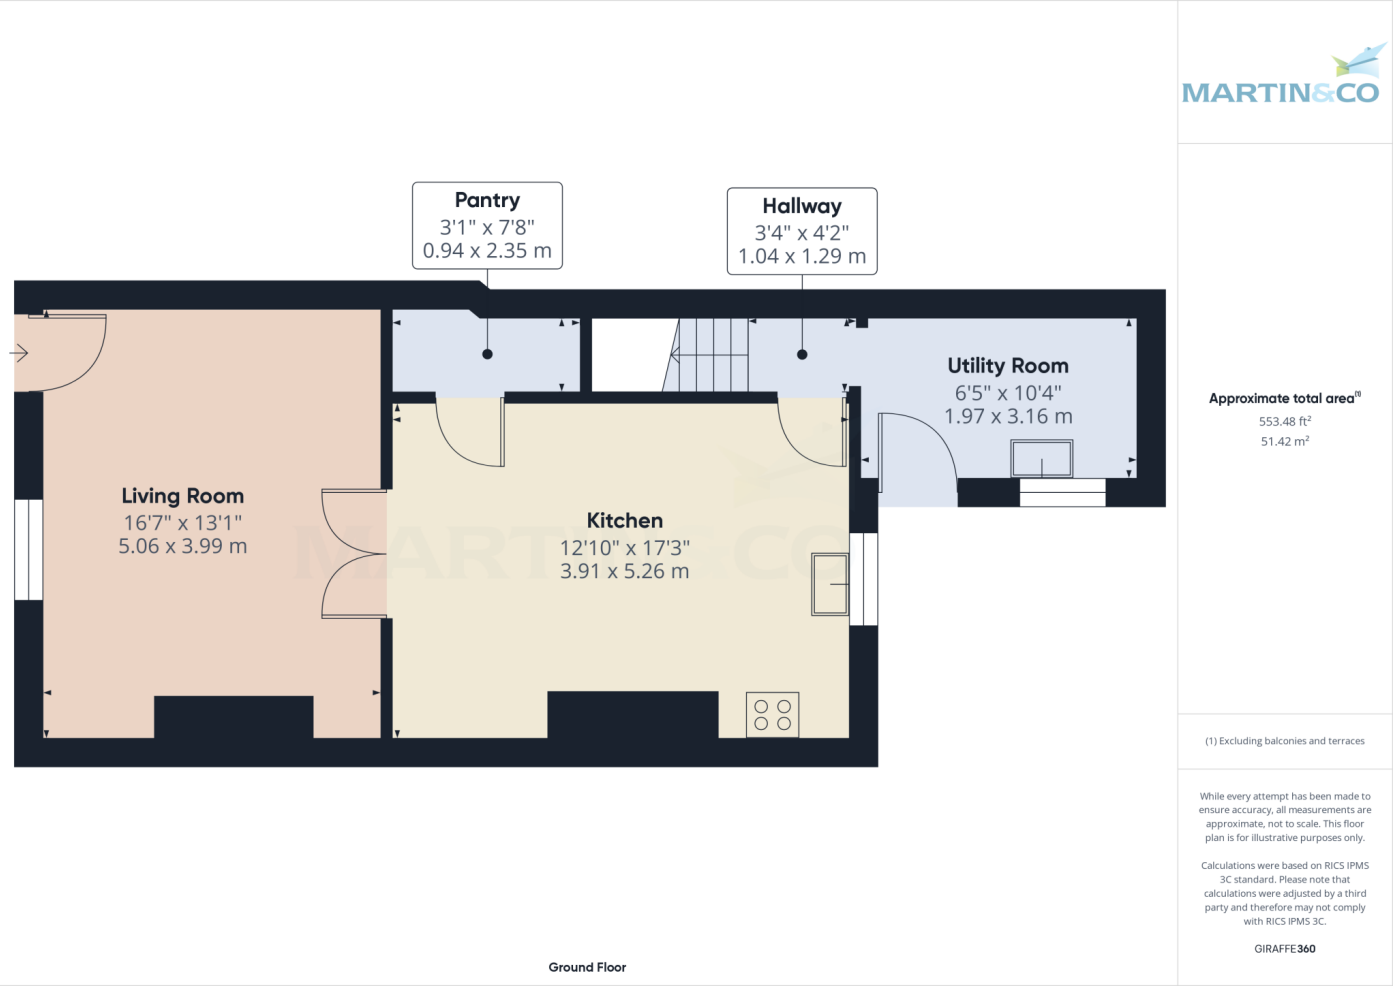 MARTIN&CO
Pantry
3'1" x 7'8"
0.94 x 2.35 m
Hallway
3'4" x 4'2"
1.04 x 1.29 m
Utility Room
6'5" x 10'4"
1.97 x 3.16 m
Living Room
16'7" x 13'1"
5.06 x 3.99 m
Kitchen
12'10" x 17'3"
3.91 x 5.26 m
MARTIN&CO
Ground Floor
Approximate total area(1)
553.48 ft²
51.42 m²
(1) Excluding balconies and terraces
While every attempt has been made to
ensure accuracy, all measurements are
approximate, not to scale. This floor
plan is for illustrative purposes only.
Calculations were based on RICS IPMS
3C standard. Please note that
calculations were adjusted by a third
party and therefore may not comply
with RICS IPMS 3C.
GIRAFFE360